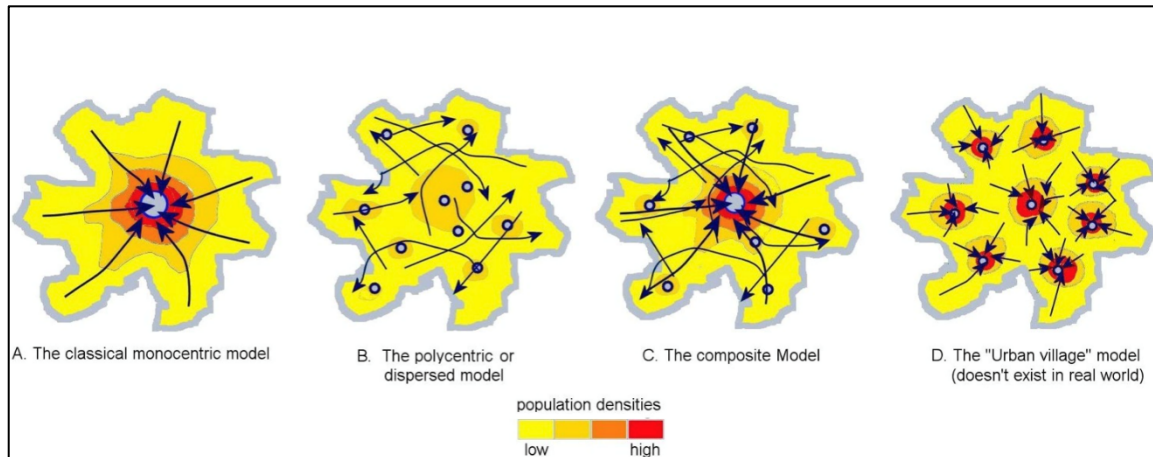 A. The classical monocentric model
B. The polycentric or
dispersed model
C. The composite Model
D. The "Urban village" model
(doesn't exist in real world)
population densities
low high